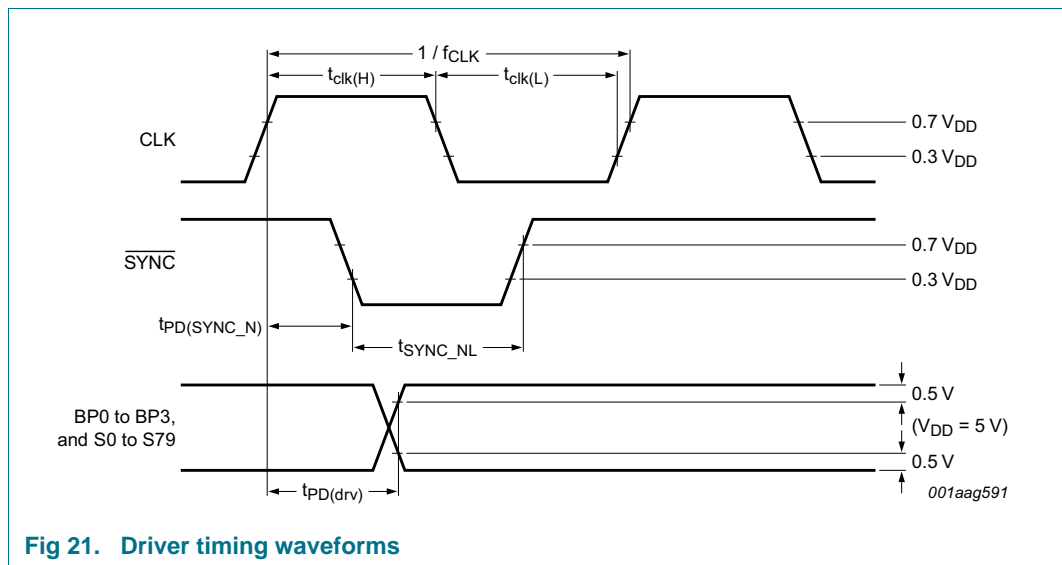 1 / fCLK
tclk(H)
tclk(L)
CLK
0.7 VDD
0.3 VDD
SYNC
0.7 VDD
0.3 VDD
tPD(SYNC_N)
tSYNC_NL
BP0 to BP3,
and S0 to S79
0.5 V
(VDD = 5 V)
0.5 V
tPD(drv)
001aag591
Fig 21. Driver timing waveforms